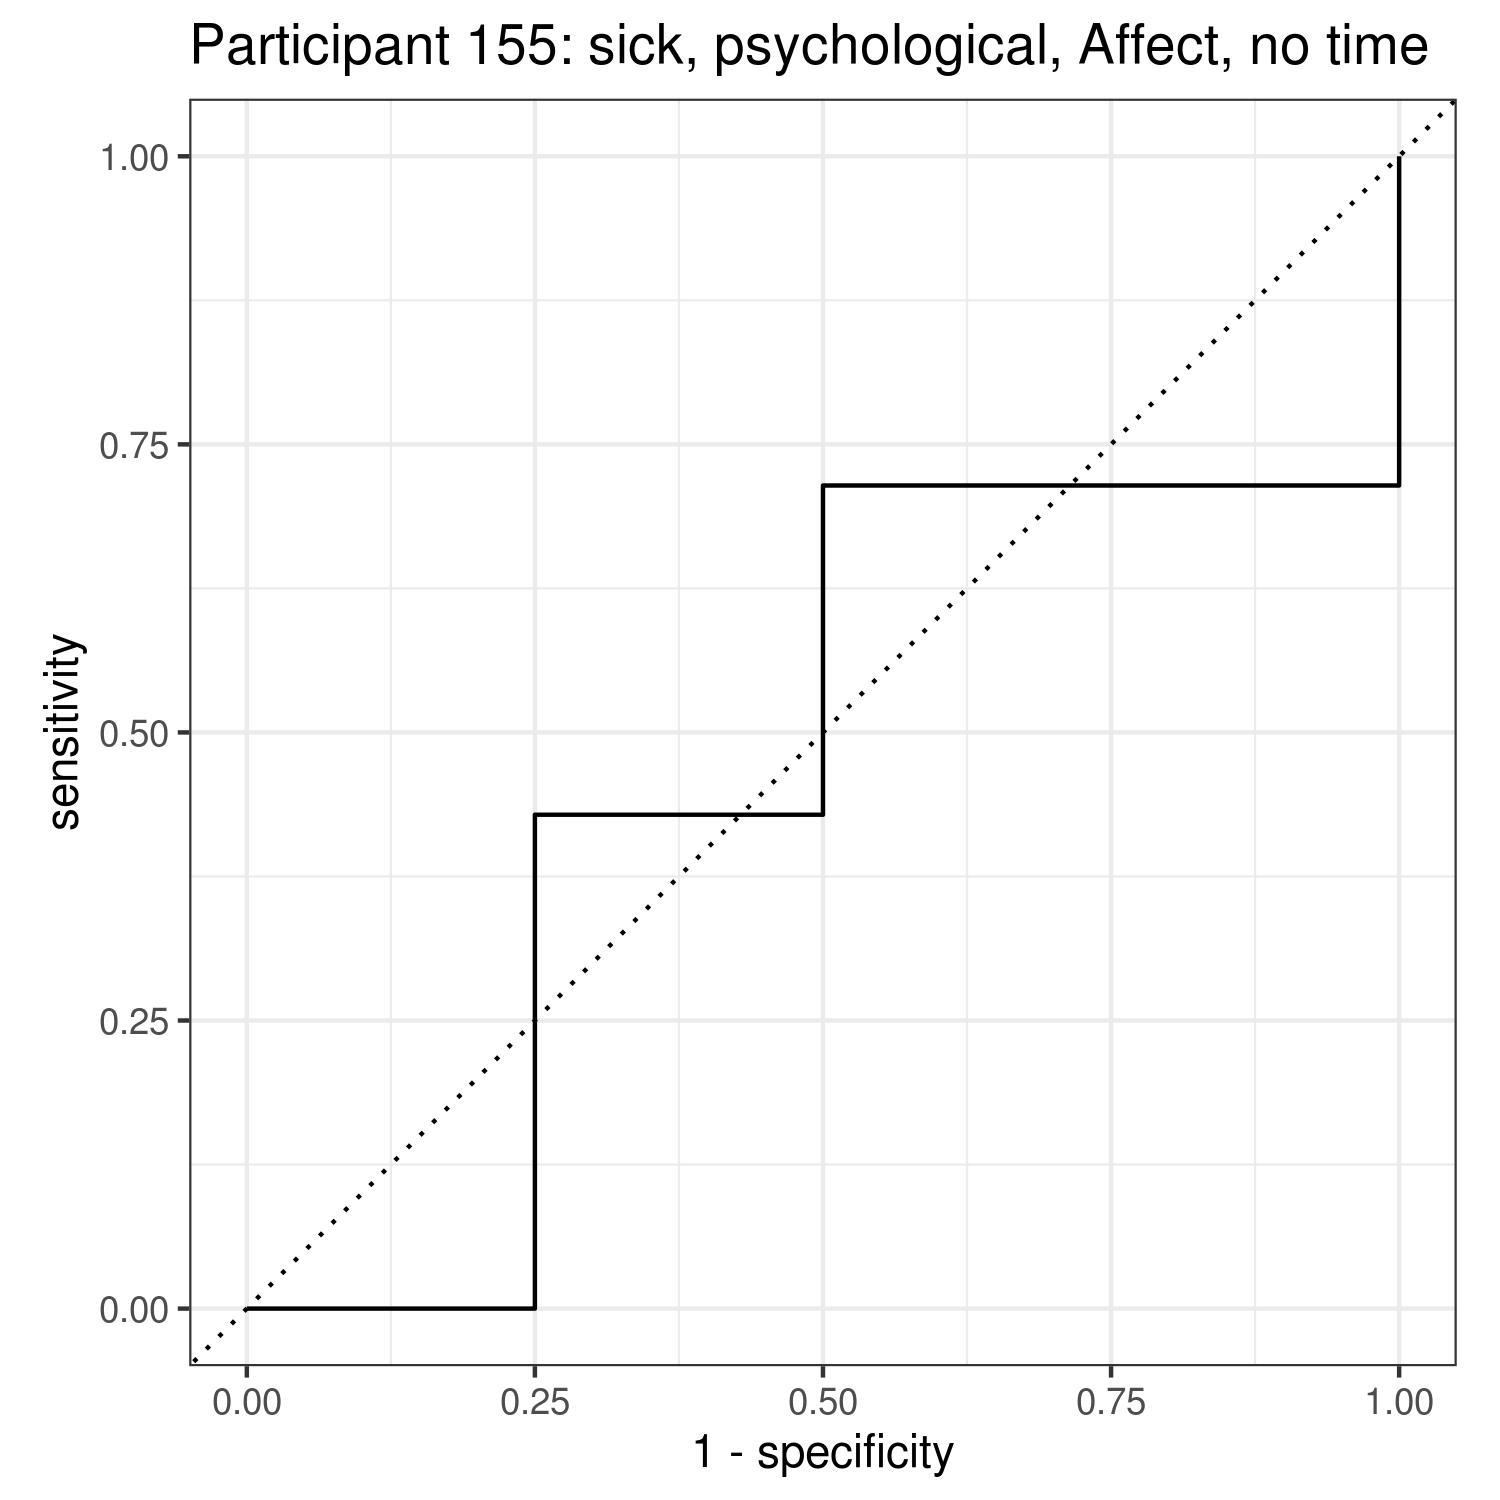 Participant 155: sick, psychological, Affect, no time
1.00
0.75
0.50
0.25
0.00
sensitivity
0.00 0.25 0.50 0.75 1.00
1 - specificity